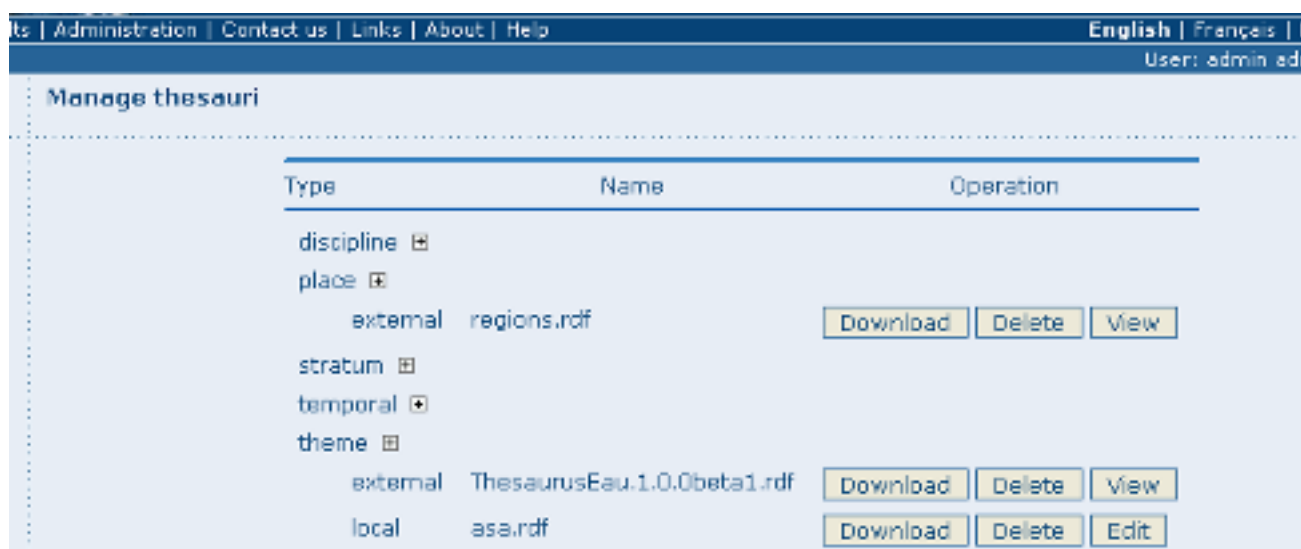 lts | Administration | Contact us | Links | About | Help English | Français |
User: admin ad
Manage thesauri
Type Name Operation
discipline
place
external regions.rdf Download Delete View
stratum
temporal
theme
external ThesaurusEau.1.0.0beta1.rdf Download Delete View
local asa.rdf Download Delete Edit